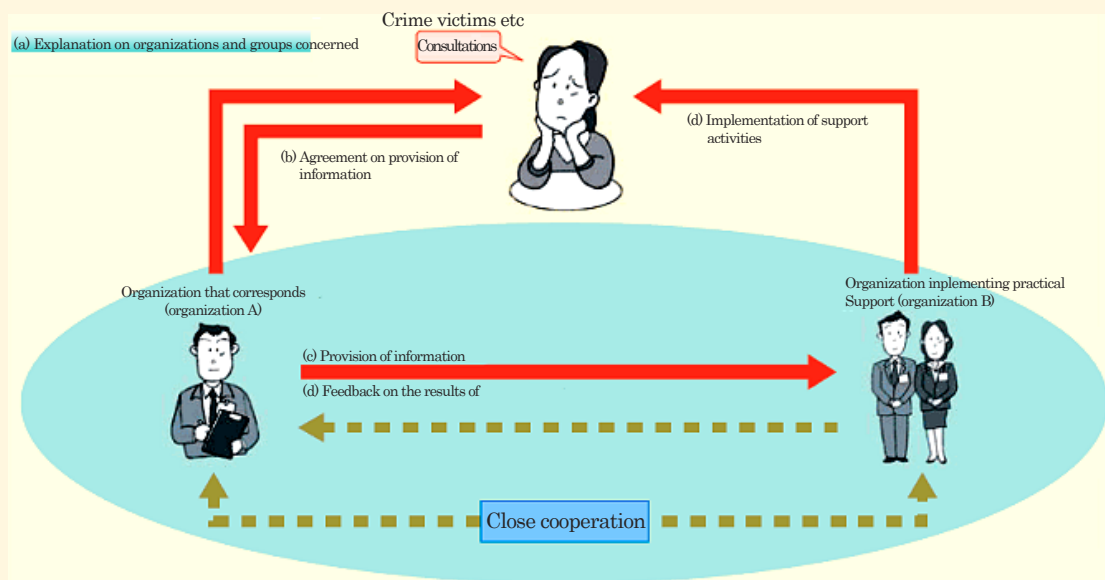 Crime victims etc
(a) Explanation on organizations and groups concerned
Consultations
(d) Implementation of support
activities
(b) Agreement on provision of
information
Organization that corresponds
(organization A)
Organization inplementing practical
Support (organization B)
(c) Provision of information
(d) Feedback on the results of
Close cooperation